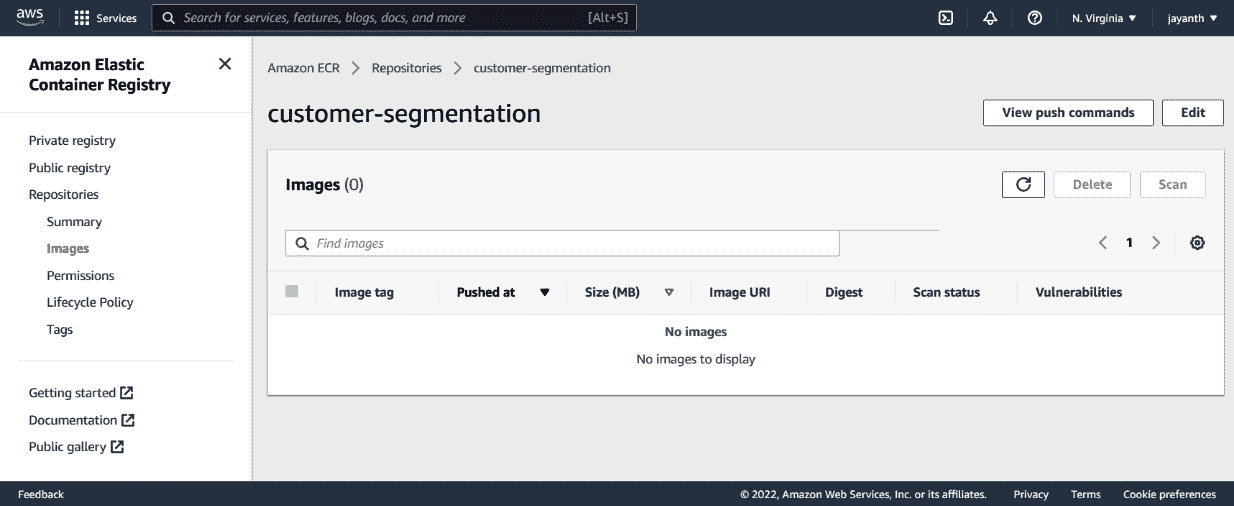 aws Services Search for services, features, blogs, docs, and more [Alt+S] N. Virginia ▼ jayanth ▼
Amazon Elastic
Container Registry
Private registry
Public registry
Repositories
Summary
Images
Permissions
Lifecycle Policy
Tags
Getting started
Documentation
Public gallery
Amazon ECR > Repositories > customer-segmentation
customer-segmentation View push commands Edit
Images (0) Delete Scan
Find images < 1 >
Image tag Pushed at ▼ Size (MB) ▽ Image URI Digest Scan status Vulnerabilities
No images
No images to display
Feedback © 2022, Amazon Web Services, Inc. or its affiliates. Privacy Terms Cookie preferences